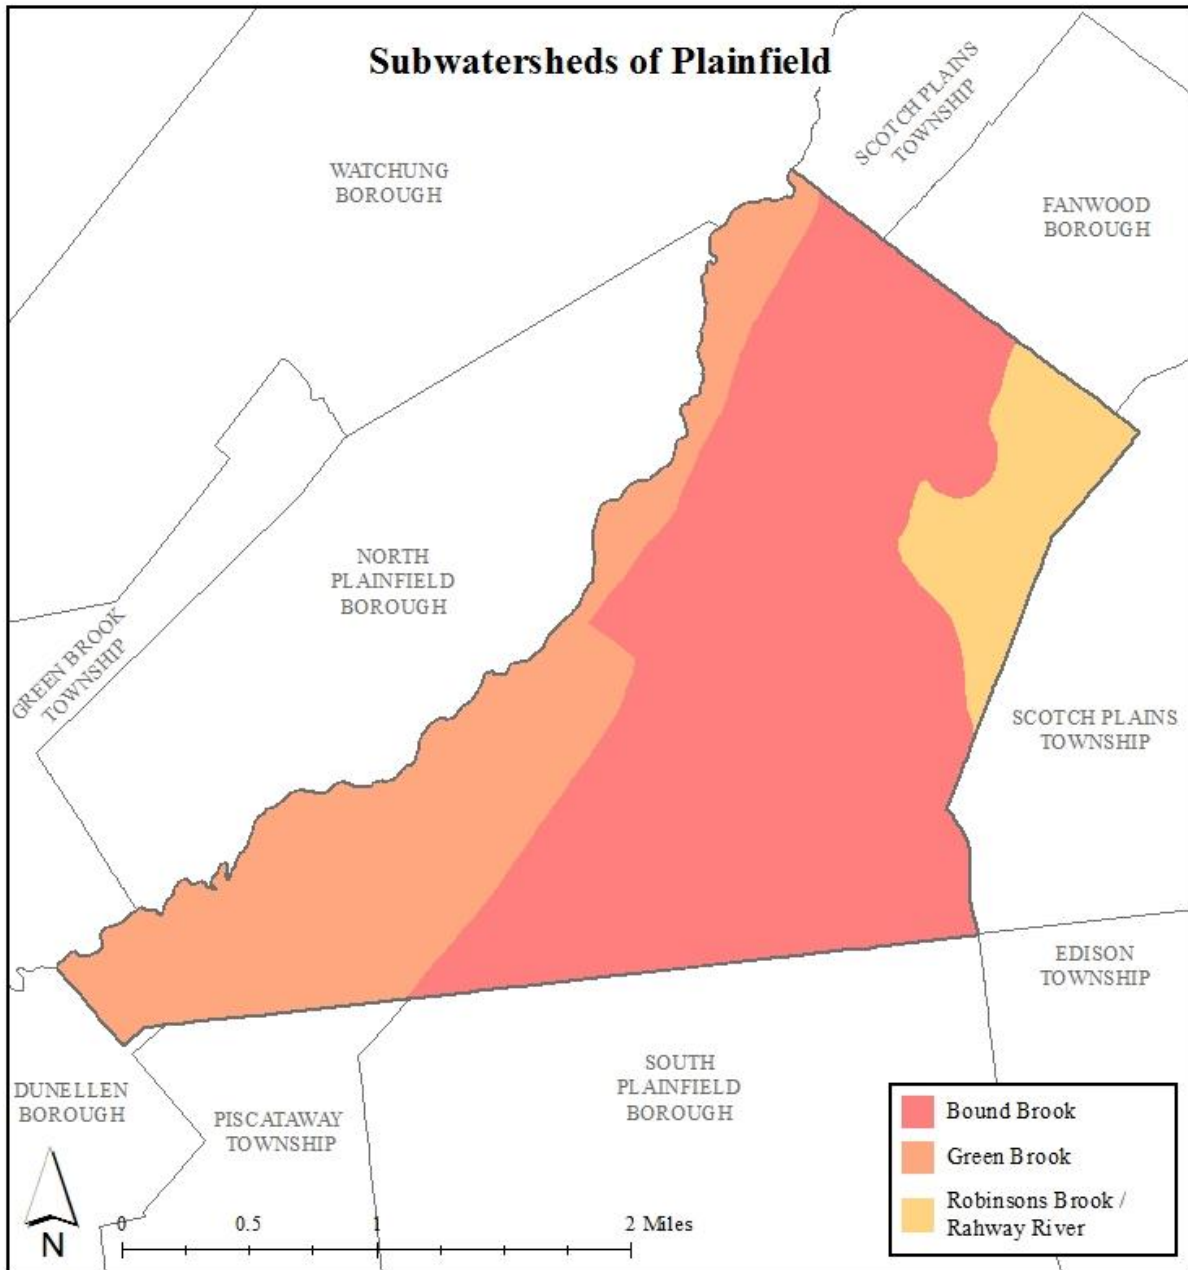 Subwatersheds of Plainfield
SCOTCH PLAINS
TOWNSHIP
WATCHUNG
BOROUGH
FANWOOD
BOROUGH
NORTH
PLAINFIELD
BOROUGH
GREEN BROOK
TOWNSHIP
SCOTCH PLAINS
TOWNSHIP
EDISON
TOWNSHIP
SOUTH
PLAINFIELD
BOROUGH
DUNELLEN
BOROUGH
PISCATAWAY
TOWNSHIP
Bound Brook
Green Brook
Robinsons Brook /
Rahway River
N
0 0.5 1 2 Miles